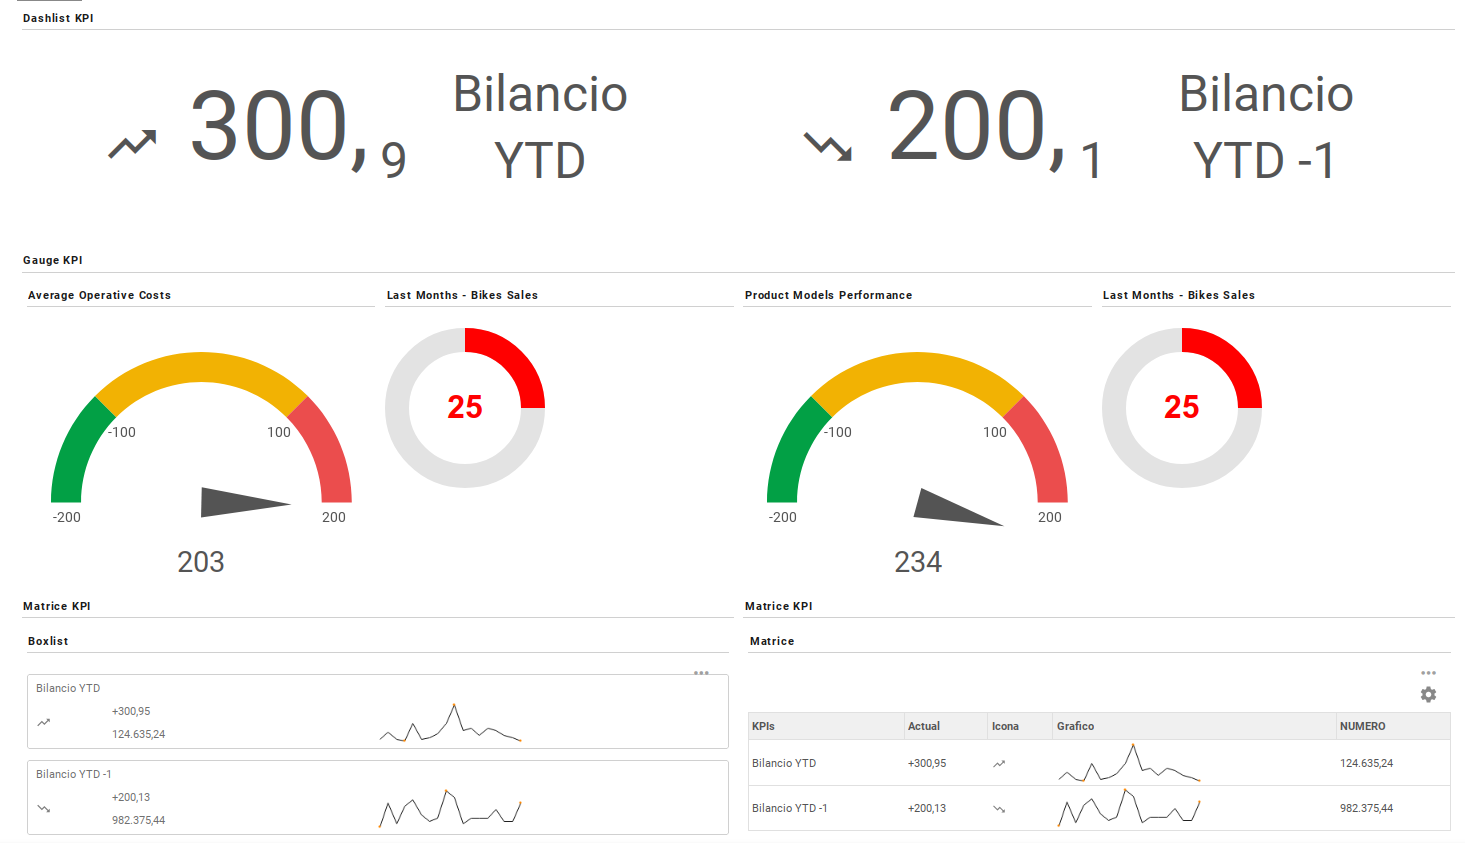 Dashlist KPI
300,9
Bilancio
YTD
200,1
Bilancio
YTD -1
Gauge KPI
Average Operative Costs
-100
100
-200
200
203
Last Months - Bikes Sales
25
Product Models Performance
-100
100
-200
200
234
Last Months - Bikes Sales
25
Matrice KPI
Boxlist
Bilancio YTD
+300,95
124.635,24
Bilancio YTD -1
+200,13
982.375,44
Matrice KPI
Matrice
KPIs Actual Icona Grafico NUMERO
Bilancio YTD +300,95 124.635,24
Bilancio YTD -1 +200,13 982.375,44